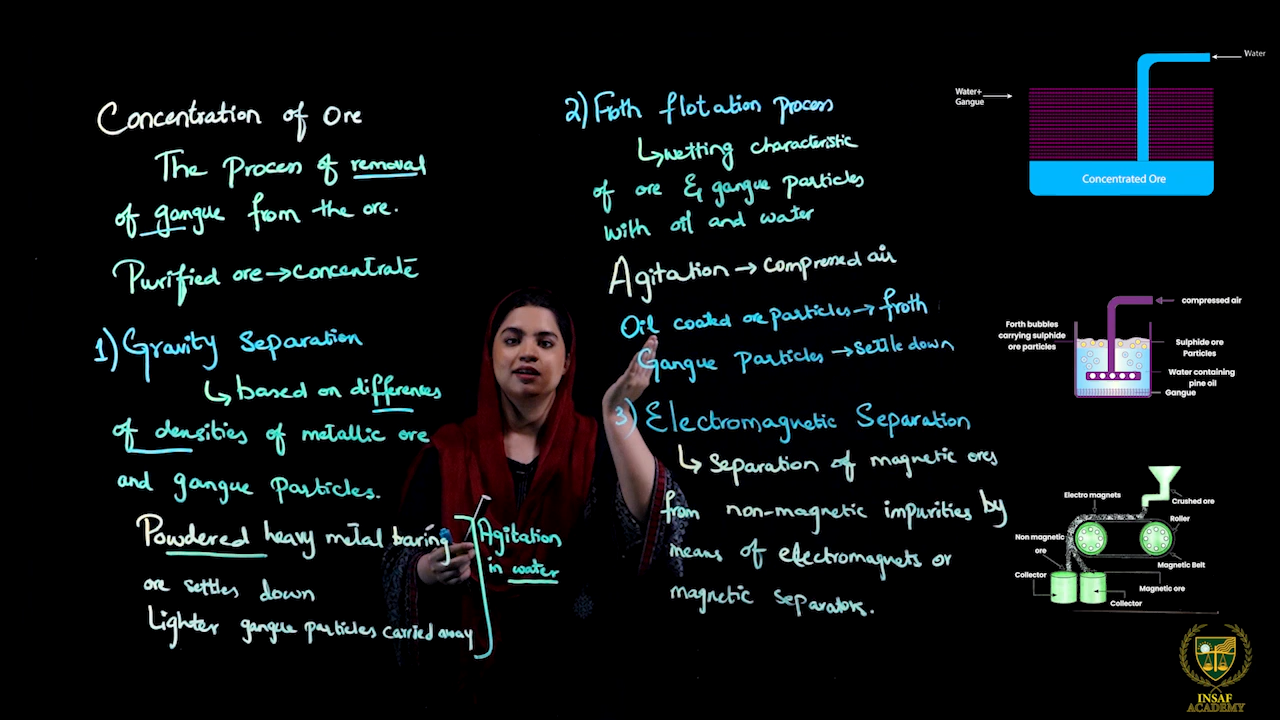 Concentration of Ore
The Process of removal
of gangue from the ore.
Purified ore → concentrate
1) Gravity Separation
↳ based on differences
of densities of metallic ore
and gangue particles.
Powdered heavy metal baring
ore settles down
Lighter gangue particles carried away
Agitation
in water
2) Froth flotation process
↳ wetting characteristic
of ore & gangue particles
with oil and water
Agitation → compressed air
Oil coated ore particles → froth
Gangue particles → settle down
3) Electromagnetic Separation
↳ Separation of magnetic ores
from non-magnetic impurities by
means of electromagnets or
magnetic separators.
Water
Water+
Gangue
Concentrated Ore
compressed air
Forth bubbles
carrying sulphide
ore particles
Sulphide ore
Particles
Water containing
pine oil
Gangue
Electro magnets
Crushed ore
Roller
Non magnetic
ore
Magnetic Belt
Collector
Magnetic ore
Collector
INSAF
ACADEMY